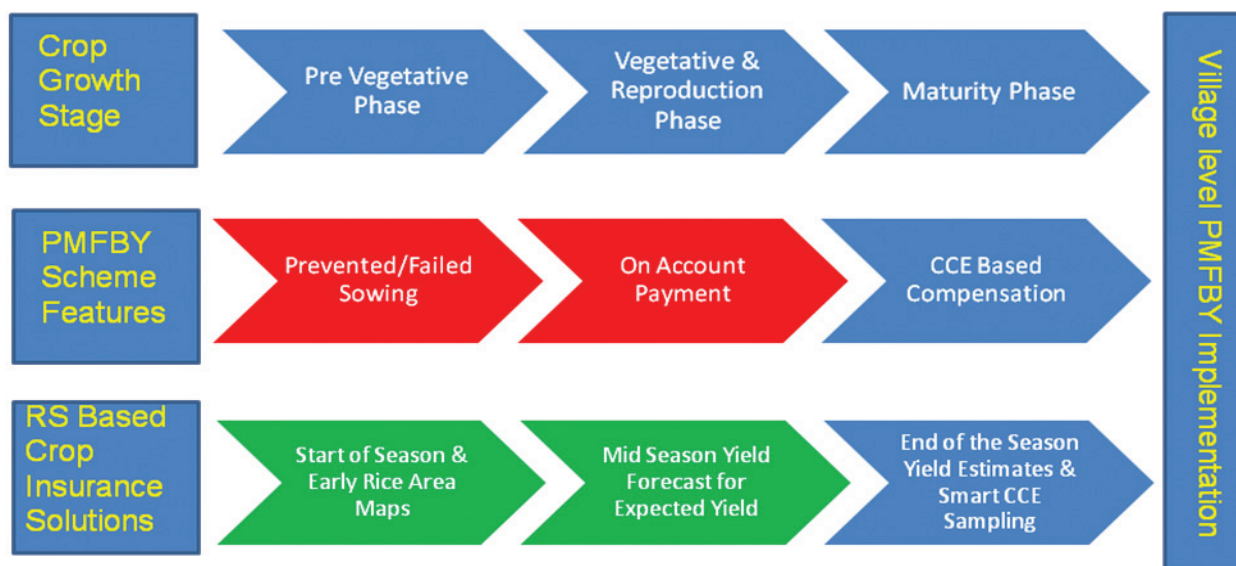 Crop
Growth
Stage
Pre Vegetative
Phase
Vegetative &
Reproduction
Phase
Maturity Phase
PMFBY
Scheme
Features
Prevented/Failed
Sowing
On Account
Payment
CCE Based
Compensation
RS Based
Crop
Insurance
Solutions
Start of Season &
Early Rice Area
Maps
Mid Season Yield
Forecast for
Expected Yield
End of the Season
Yield Estimates &
Smart CCE
Sampling
Village level PMFBY Implementation